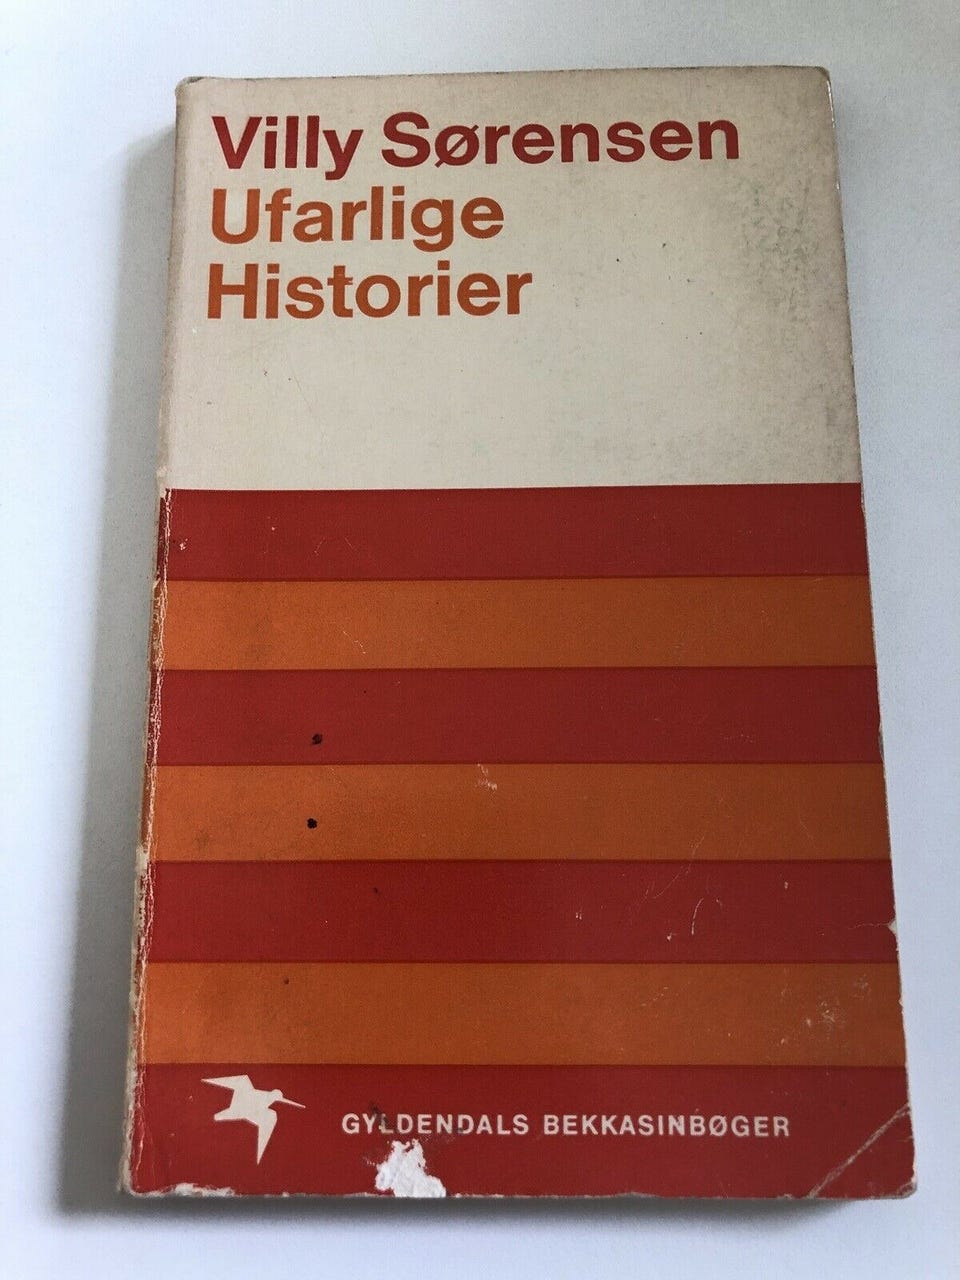 Villy Sørensen
Ufarlige
Historier
GYLDENDALS BEKKASINBØGER